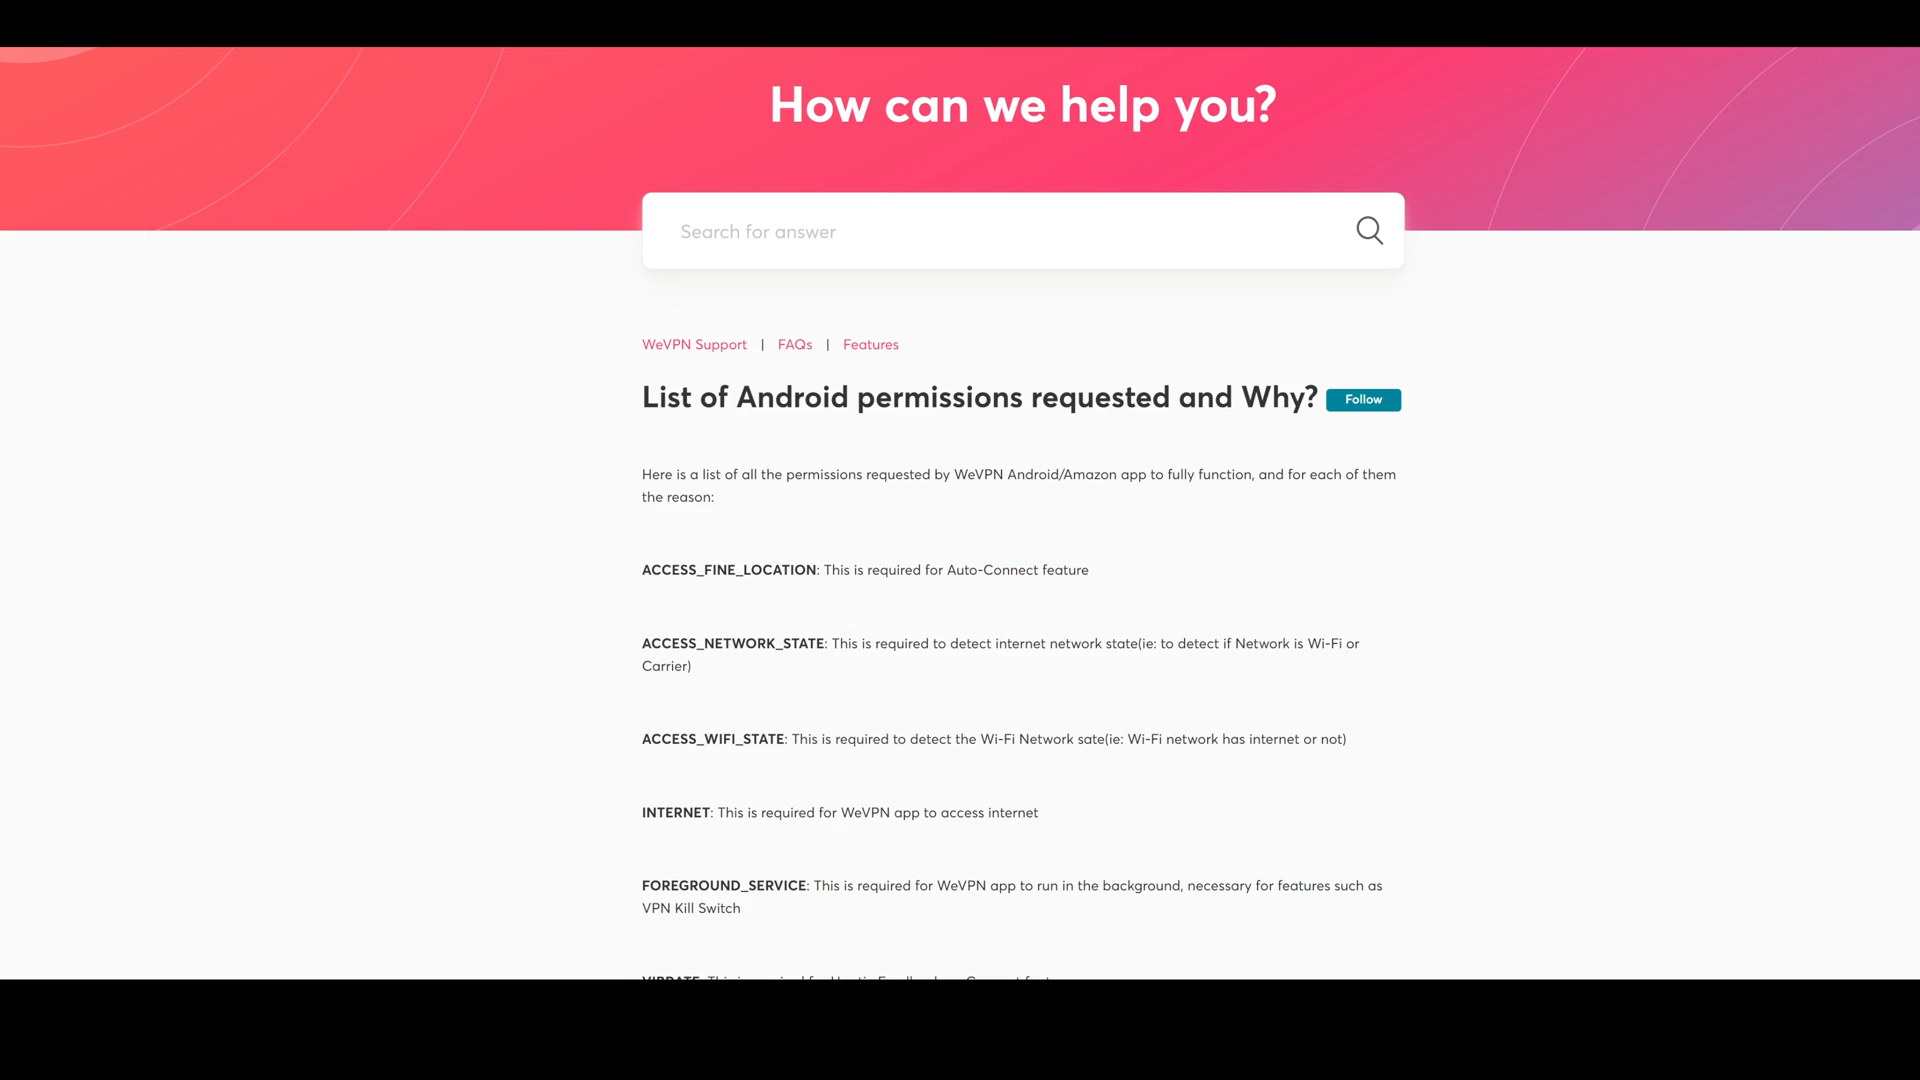 How can we help you?
Search for answer
WeVPN Support | FAQs | Features
List of Android permissions requested and Why? Follow
Here is a list of all the permissions requested by WeVPN Android/Amazon app to fully function, and for each of them
the reason:
ACCESS_FINE_LOCATION: This is required for Auto-Connect feature
ACCESS_NETWORK_STATE: This is required to detect internet network state(ie: to detect if Network is Wi-Fi or
Carrier)
ACCESS_WIFI_STATE: This is required to detect the Wi-Fi Network sate(ie: Wi-Fi network has internet or not)
INTERNET: This is required for WeVPN app to access internet
FOREGROUND_SERVICE: This is required for WeVPN app to run in the background, necessary for features such as
VPN Kill Switch